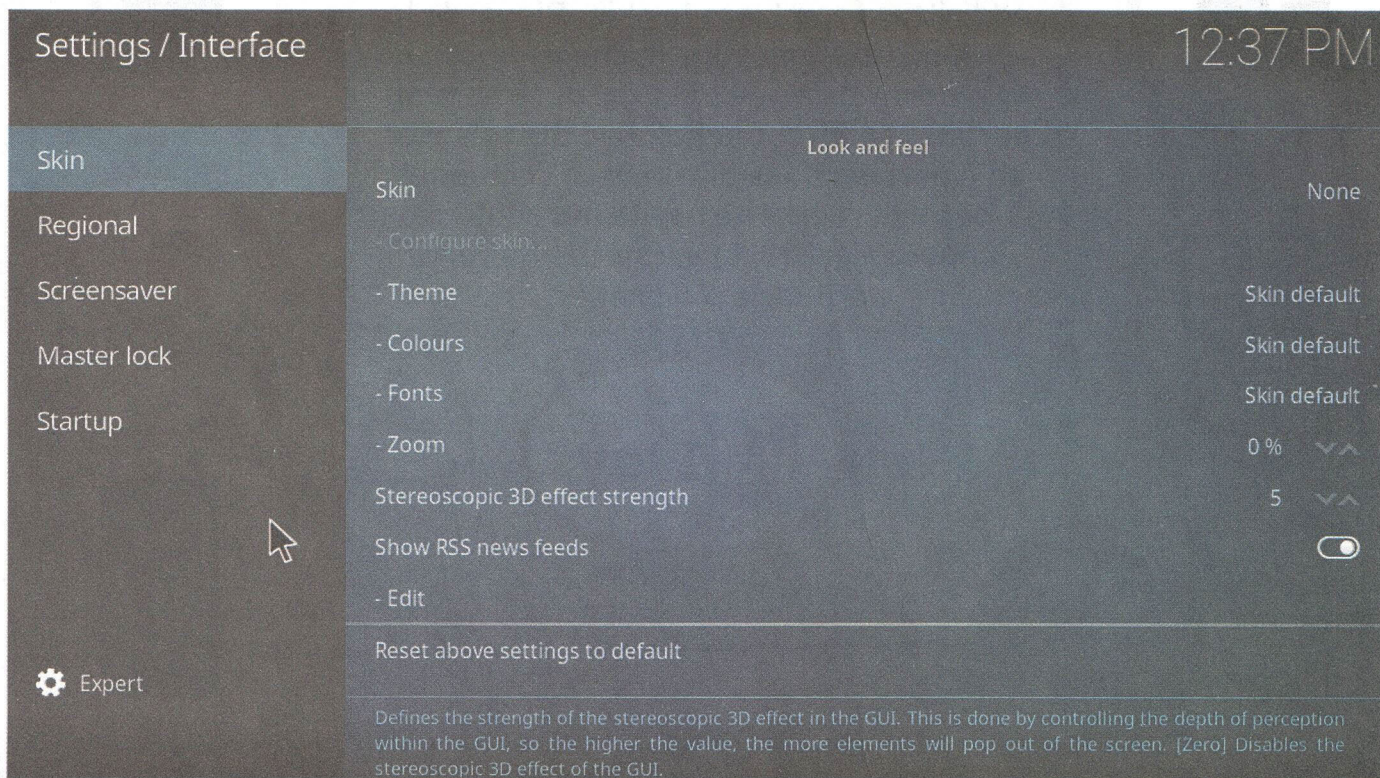 Settings / Interface
12:37 PM
Skin
Regional
Screensaver
Master lock
Startup
Expert
Look and feel
Skin None
- Configure skin...
- Theme Skin default
- Colours Skin default
- Fonts Skin default
- Zoom 0 %
Stereoscopic 3D effect strength 5
Show RSS news feeds
- Edit
Reset above settings to default
Defines the strength of the stereoscopic 3D effect in the GUI. This is done by controlling the depth of perception
within the GUI, so the higher the value, the more elements will pop out of the screen. [Zero] Disables the
stereoscopic 3D effect of the GUI.